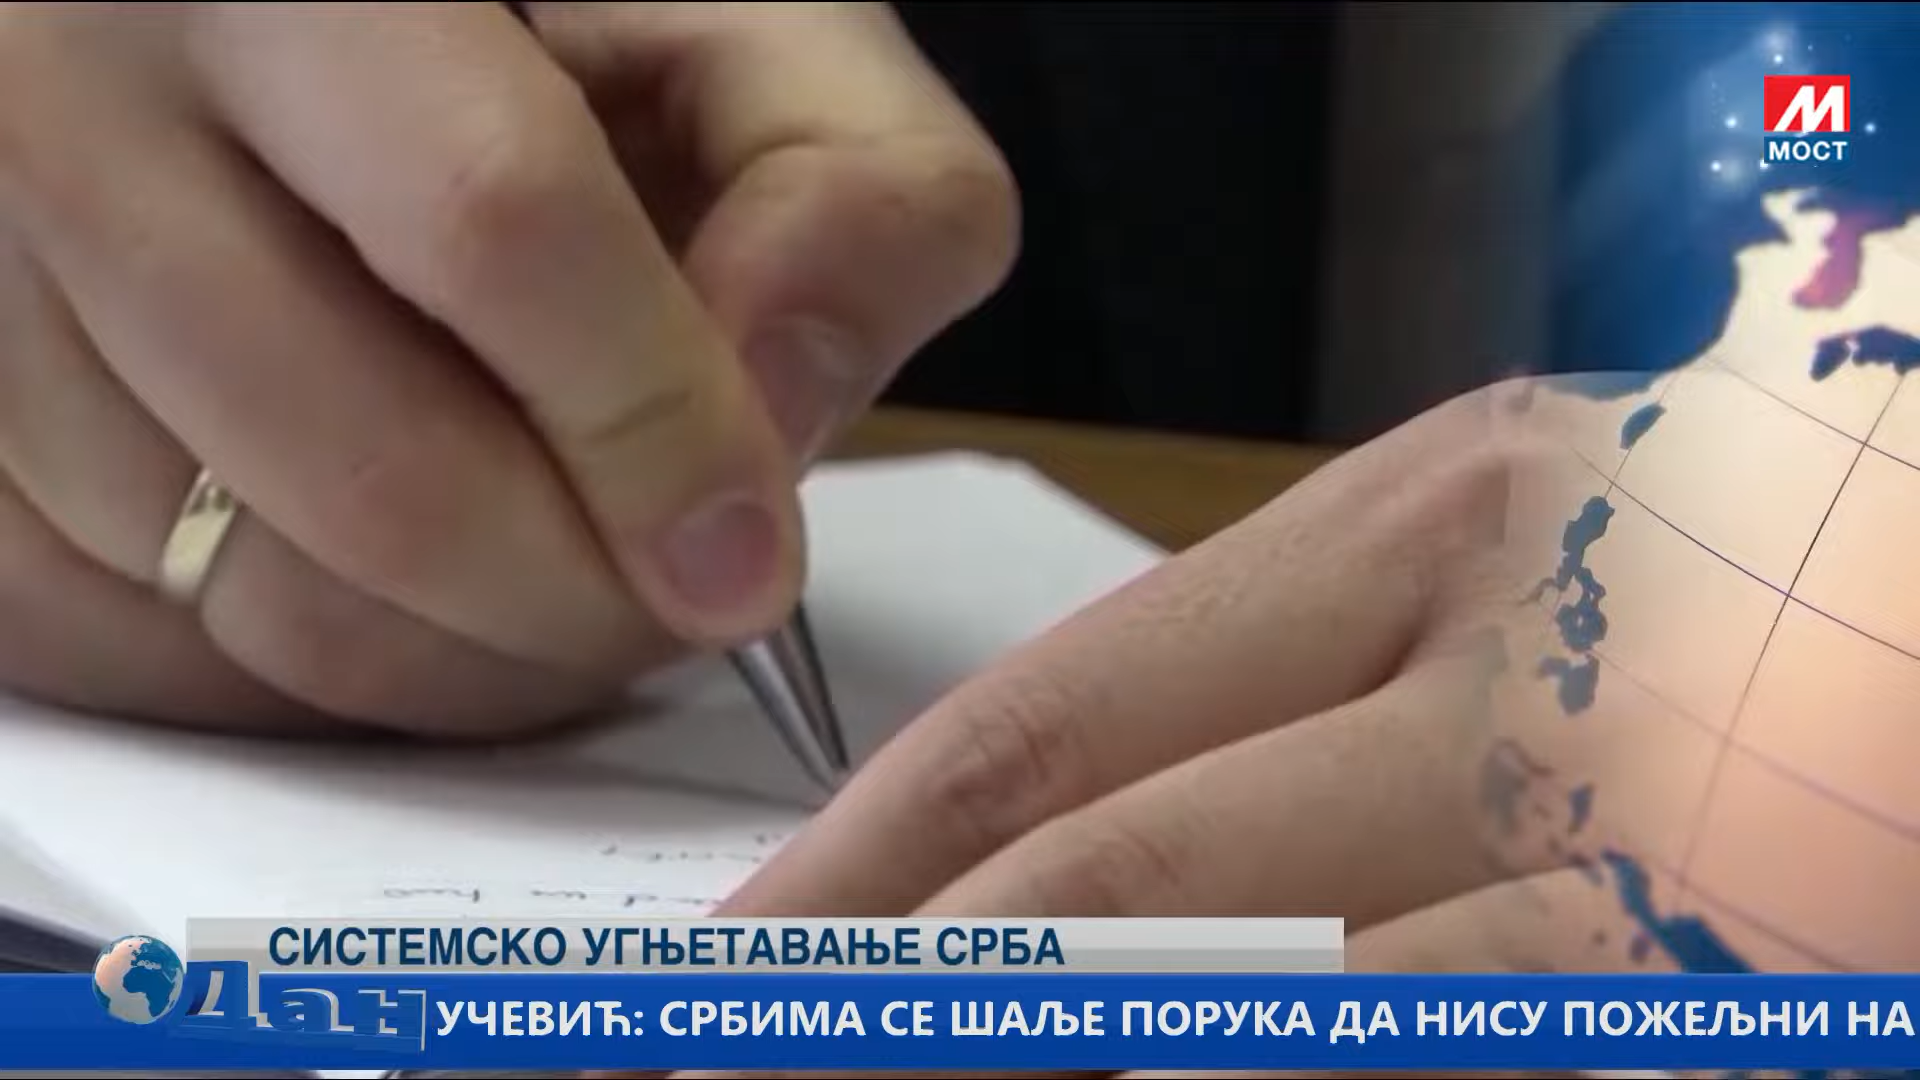 М
МОСТ
СИСТЕМСКО УГЊЕТАВАЊЕ СРБА
Дан
УЧЕВИЋ: СРБИМА СЕ ШАЉЕ ПОРУКА ДА НИСУ ПОЖЕЉНИ НА